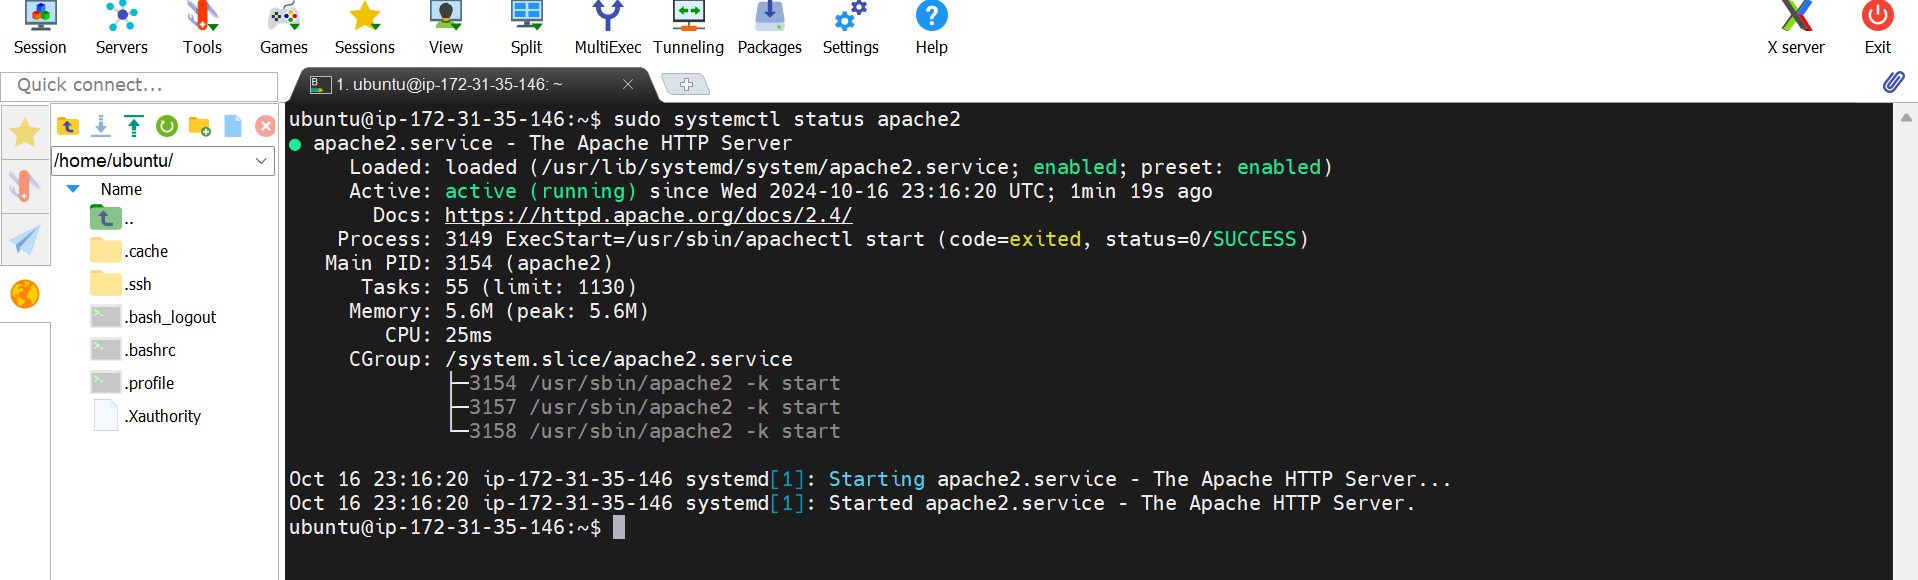 Session Servers Tools Games Sessions View Split MultiExec Tunneling Packages Settings Help X server Exit
Quick connect...
1. ubuntu@ip-172-31-35-146: ~
/home/ubuntu/
Name
..
.cache
.ssh
.bash_logout
.bashrc
.profile
.Xauthority
ubuntu@ip-172-31-35-146:~$ sudo systemctl status apache2
● apache2.service - The Apache HTTP Server
Loaded: loaded (/usr/lib/systemd/system/apache2.service; enabled; preset: enabled)
Active: active (running) since Wed 2024-10-16 23:16:20 UTC; 1min 19s ago
Docs: https://httpd.apache.org/docs/2.4/
Process: 3149 ExecStart=/usr/sbin/apachectl start (code=exited, status=0/SUCCESS)
Main PID: 3154 (apache2)
Tasks: 55 (limit: 1130)
Memory: 5.6M (peak: 5.6M)
CPU: 25ms
CGroup: /system.slice/apache2.service
├─3154 /usr/sbin/apache2 -k start
├─3157 /usr/sbin/apache2 -k start
└─3158 /usr/sbin/apache2 -k start
Oct 16 23:16:20 ip-172-31-35-146 systemd[1]: Starting apache2.service - The Apache HTTP Server...
Oct 16 23:16:20 ip-172-31-35-146 systemd[1]: Started apache2.service - The Apache HTTP Server.
ubuntu@ip-172-31-35-146:~$